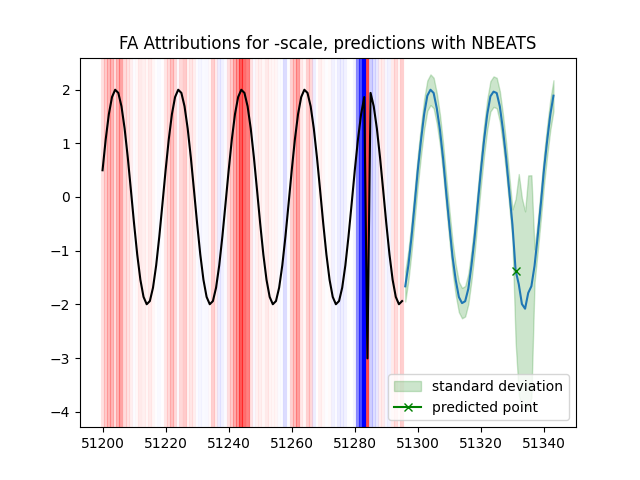 FA Attributions for -scale, predictions with NBEATS
2
1
0
−1
−2
−3
−4
standard deviation
predicted point
51200 51220 51240 51260 51280 51300 51320 51340